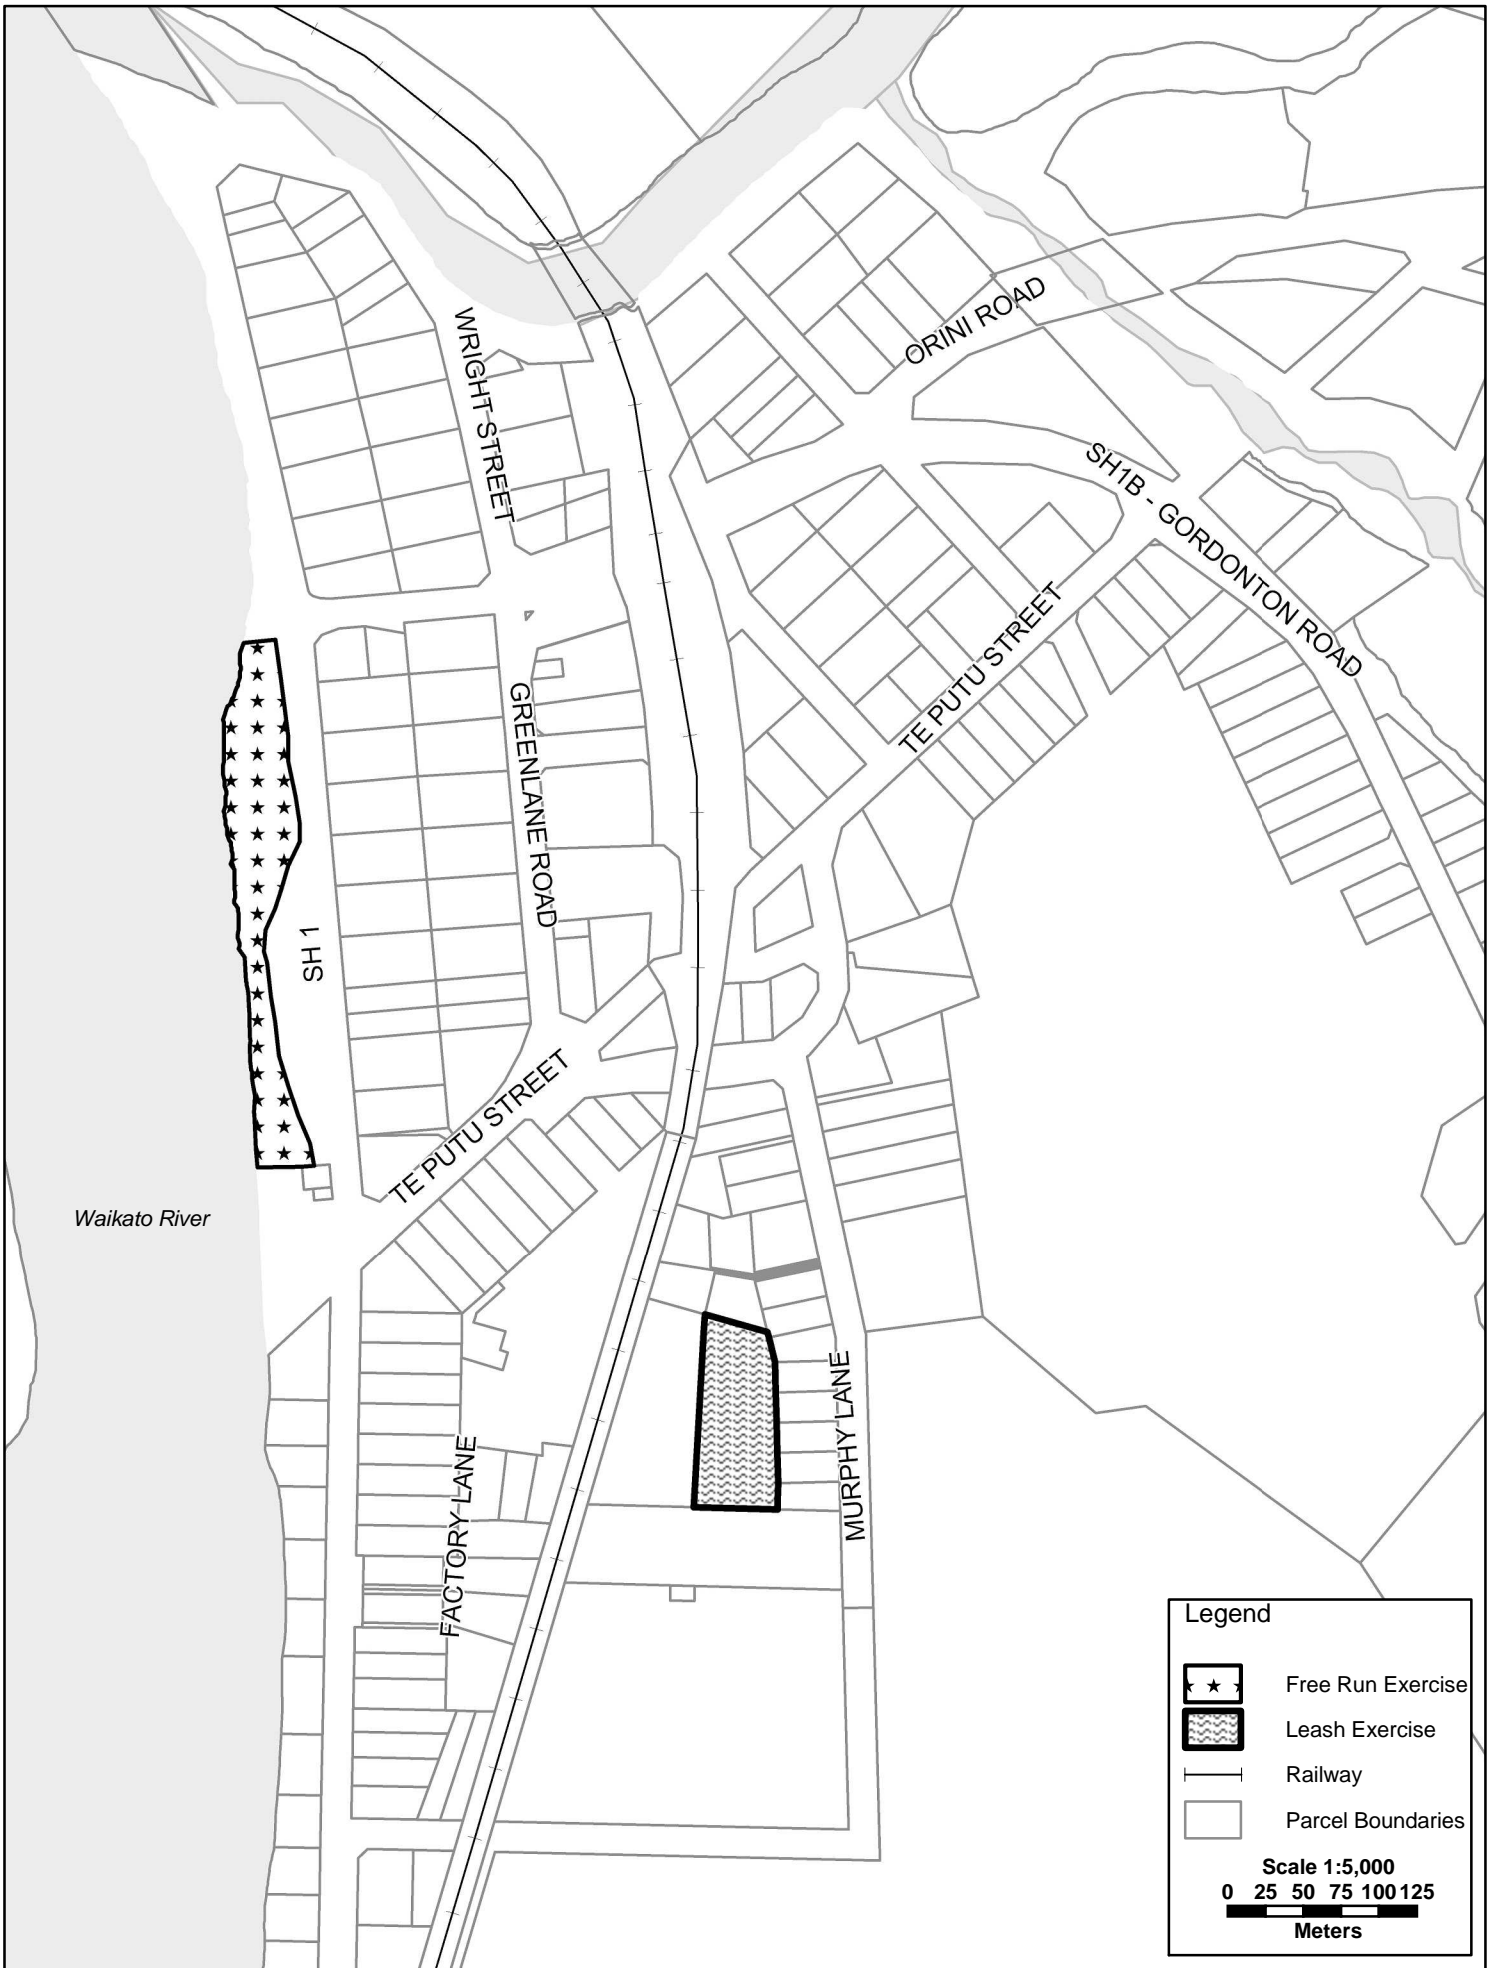 WRIGHT STREET
ORINI ROAD
SH1B - GORDONTON ROAD
TE PUTU STREET
GREENLANE ROAD
SH 1
TE PUTU STREET
Waikato River
MURPHY LANE
FACTORY LANE
Legend
Free Run Exercise
Leash Exercise
Railway
Parcel Boundaries
Scale 1:5,000
0 25 50 75 100 125
Meters